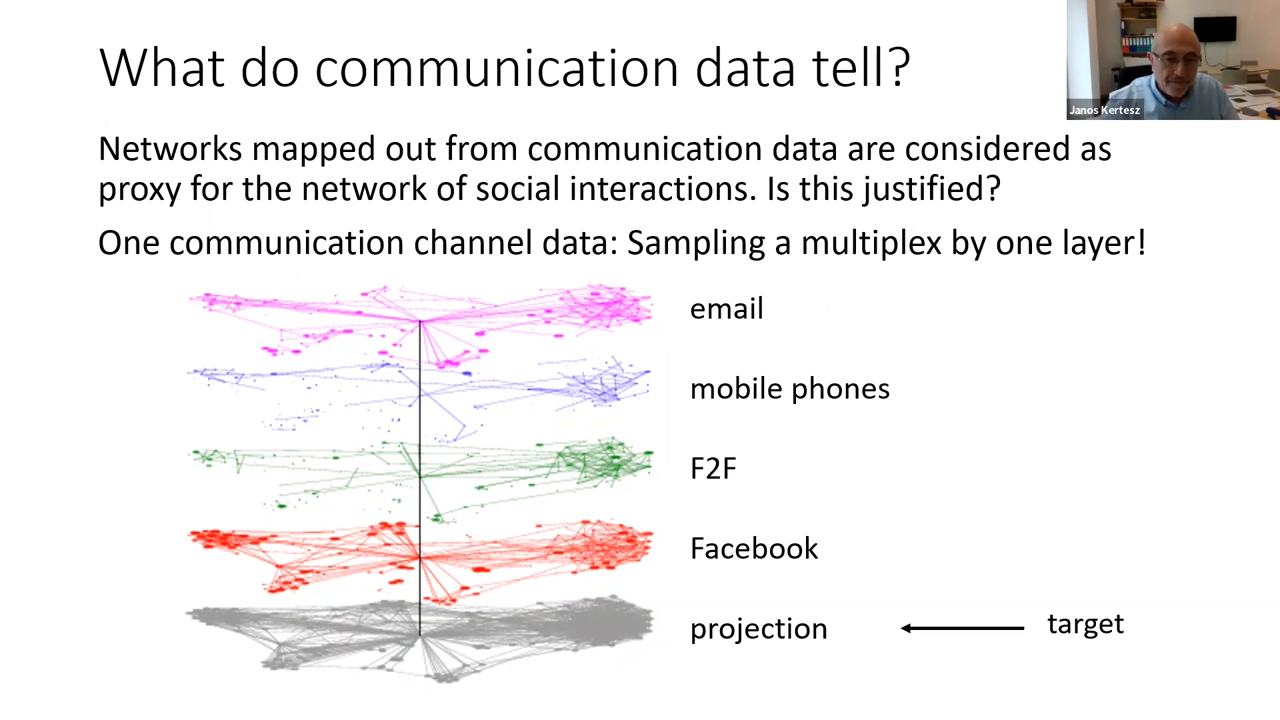 What do communication data tell?
Janos Kertesz
Networks mapped out from communication data are considered as
proxy for the network of social interactions. Is this justified?
One communication channel data: Sampling a multiplex by one layer!
email
mobile phones
F2F
Facebook
projection
target